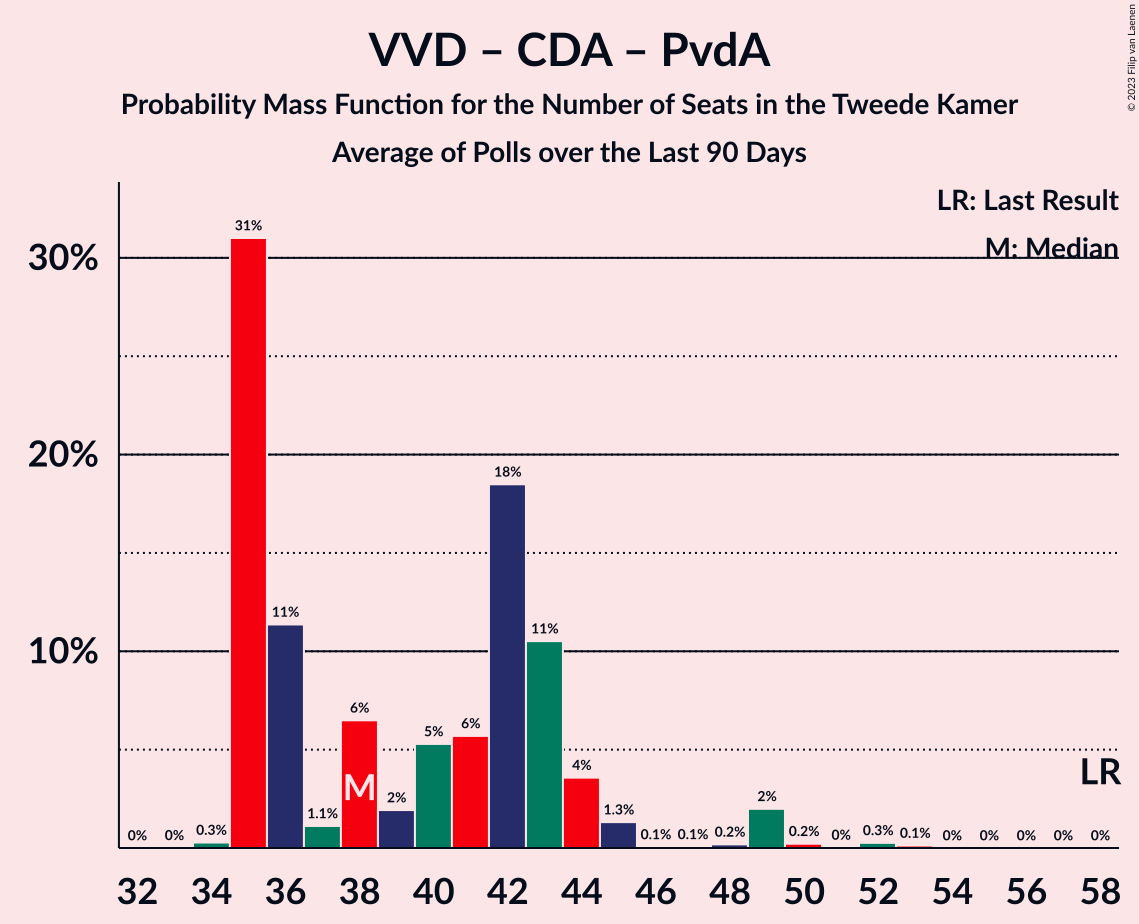 © 2023 Filip van Laenen
VVD – CDA – PvdA
Probability Mass Function for the Number of Seats in the Tweede Kamer
Average of Polls over the Last 90 Days
LR: Last Result
M: Median
30%
20%
10%
0% 0% 0.3% 31% 11% 1.1% 6% 2% 5% 6% 18% 11% 4% 1.3% 0.1% 0.1% 0.2% 2% 0.2% 0% 0.3% 0.1% 0% 0% 0% 0% 0%
M
LR
32 34 36 38 40 42 44 46 48 50 52 54 56 58